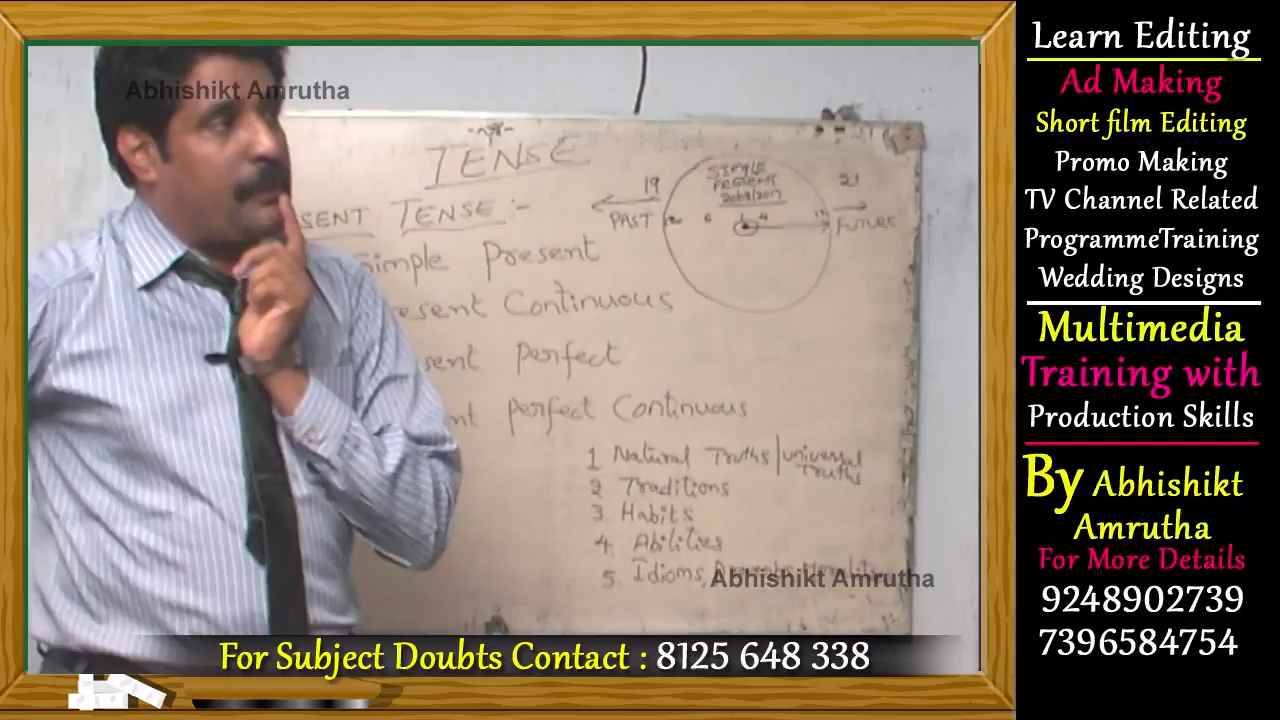 Abhishikt Amrutha
TENSE
SENT TENSE :-
Simple Present
esent Continuous
sent Perfect
nt Perfect Continuous
19
PAST
SIMPLE
PRESENT
21
FUTURE
1 Natural Truths | universal
Truths
2 Traditions
3. Habits
4. Abilities
5. Idioms,
Abhishikt Amrutha
For Subject Doubts Contact : 8125 648 338
Learn Editing
Ad Making
Short film Editing
Promo Making
TV Channel Related
ProgrammeTraining
Wedding Designs
Multimedia
Training with
Production Skills
By Abhishikt
Amrutha
For More Details
9248902739
7396584754